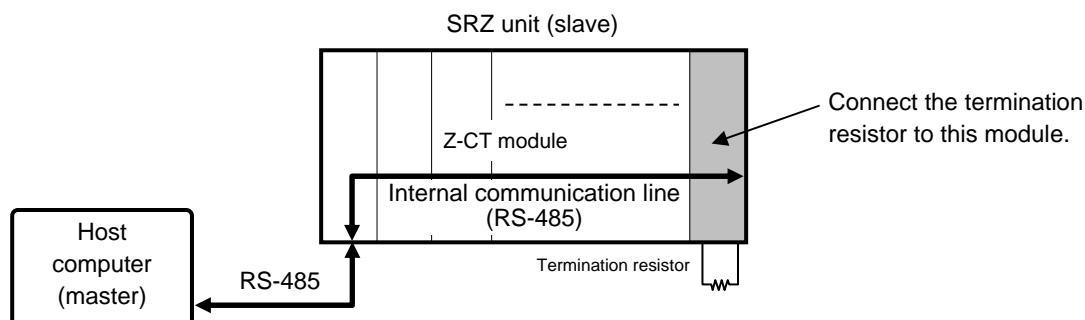 SRZ unit (slave)
Connect the termination
resistor to this module.
Z-CT module
Internal communication line
(RS-485)
Host
computer
(master)
RS-485
Termination resistor